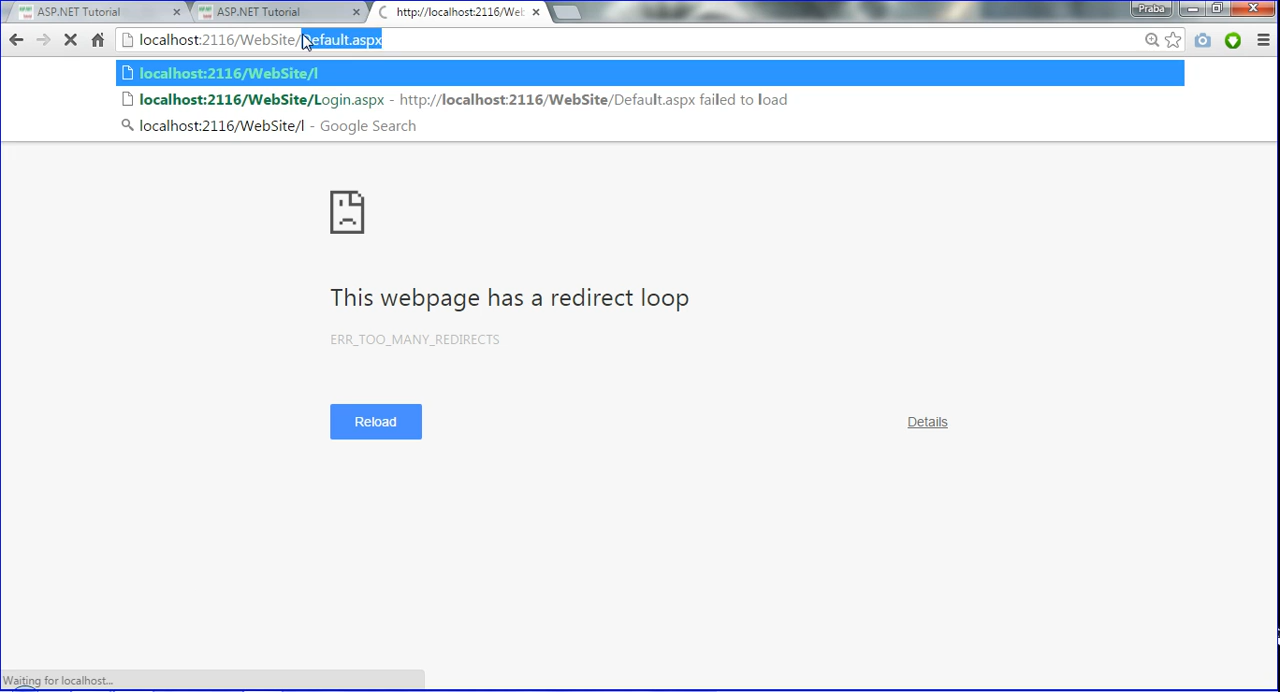 ASP.NET Tutorial
ASP.NET Tutorial
http://localhost:2116/We
Praba
localhost:2116/WebSite/Default.aspx
localhost:2116/WebSite/l
localhost:2116/WebSite/Login.aspx - http://localhost:2116/WebSite/Default.aspx failed to load
localhost:2116/WebSite/l - Google Search
This webpage has a redirect loop
ERR_TOO_MANY_REDIRECTS
Reload
Details
Waiting for localhost...